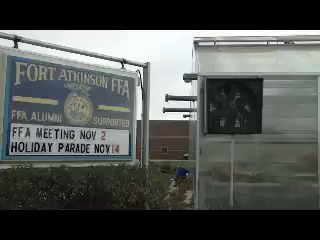 FORT ATKINSON FFA
FFA ALUMNI SUPPORTED
FFA MEETING NOV 2
HOLIDAY PARADE NOV 14